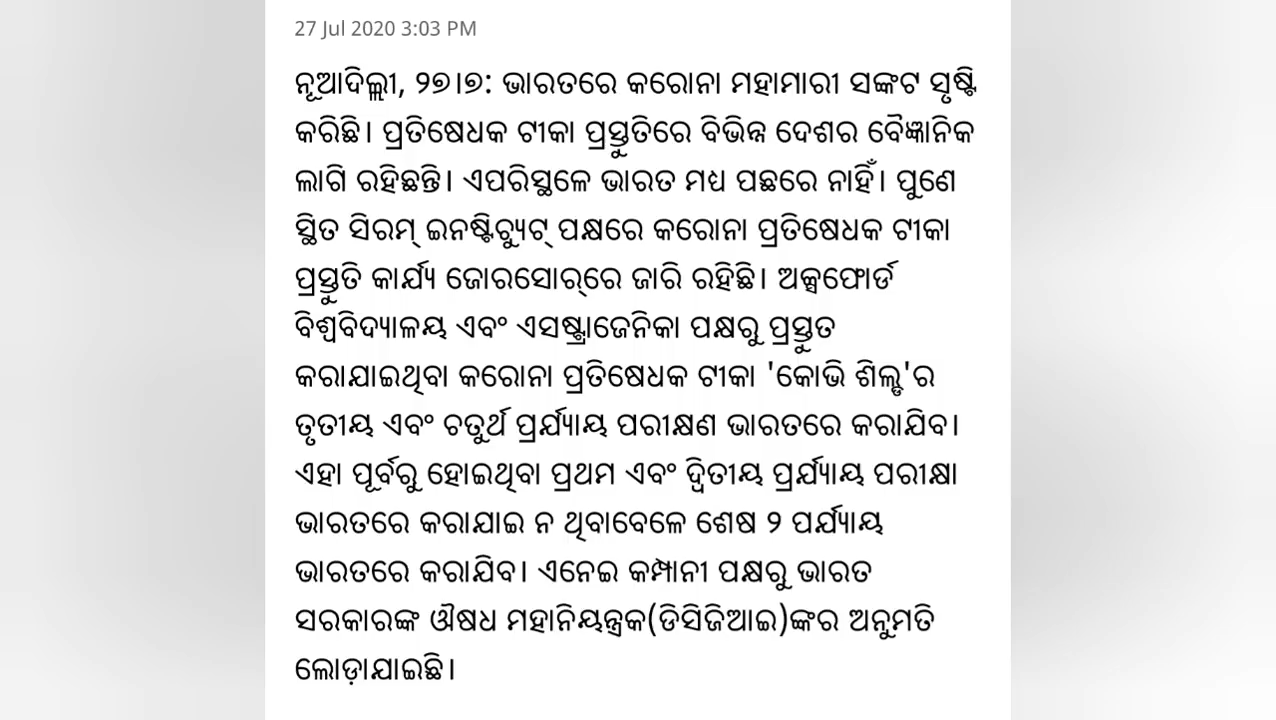 27 Jul 2020 3:03 PM
ନୂଆଦିଲ୍ଲୀ, ୨୭।୭: ଭାରତରେ କରୋନା ମହାମାରୀ ସଙ୍କଟ ସୃଷ୍ଟି
କରିଛି। ପ୍ରତିଷେଧକ ଟୀକା ପ୍ରସ୍ତୁତିରେ ବିଭିନ୍ନ ଦେଶର ବୈଜ୍ଞାନିକ
ଲାଗି ରହିଛନ୍ତି। ଏପରିସ୍ଥଳେ ଭାରତ ମଧ୍ୟ ପଛରେ ନାହିଁ। ପୁଣେ
ସ୍ଥିତ ସିରମ୍ ଇନଷ୍ଟିଚ୍ୟୁଟ୍ ପକ୍ଷରେ କରୋନା ପ୍ରତିଷେଧକ ଟୀକା
ପ୍ରସ୍ତୁତି କାର୍ଯ୍ୟ ଜୋରସୋର୍‌ରେ ଜାରି ରହିଛି। ଅକ୍ସଫୋର୍ଡ
ବିଶ୍ୱବିଦ୍ୟାଳୟ ଏବଂ ଏସଷ୍ଟ୍ରାଜେନିକା ପକ୍ଷରୁ ପ୍ରସ୍ତୁତ
କରାଯାଇଥିବା କରୋନା ପ୍ରତିଷେଧକ ଟୀକା 'କୋଭି ଶିଲ୍ଡ'ର
ତୃତୀୟ ଏବଂ ଚତୁର୍ଥ ପ୍ରର୍ଯ୍ୟାୟ ପରୀକ୍ଷଣ ଭାରତରେ କରାଯିବ।
ଏହା ପୂର୍ବରୁ ହୋଇଥିବା ପ୍ରଥମ ଏବଂ ଦ୍ୱିତୀୟ ପ୍ରର୍ଯ୍ୟାୟ ପରୀକ୍ଷା
ଭାରତରେ କରାଯାଇ ନ ଥିବାବେଳେ ଶେଷ ୨ ପର୍ଯ୍ୟାୟ
ଭାରତରେ କରାଯିବ। ଏନେଇ କମ୍ପାନୀ ପକ୍ଷରୁ ଭାରତ
ସରକାରଙ୍କ ଔଷଧ ମହାନିୟନ୍ତ୍ରକ(ଡିସିଜିଆଇ)ଙ୍କର ଅନୁମତି
ଲୋଡ଼ାଯାଇଛି।